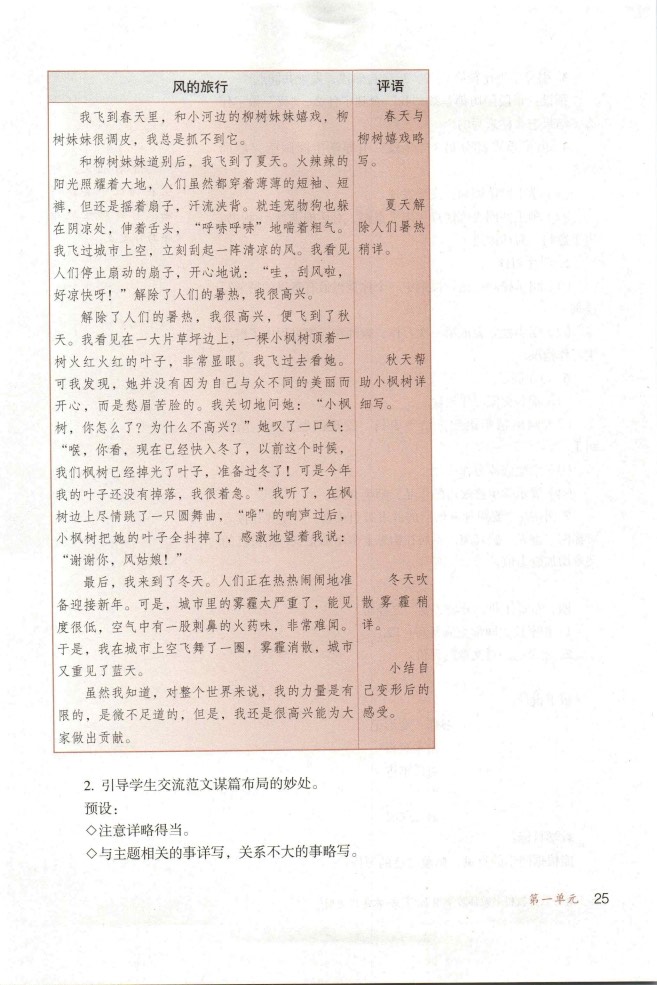 风的旅行
评语
我飞到春天里，和小河边的柳树妹妹嬉戏，柳
树妹妹很调皮，我总是抓不到它。
和柳树妹妹道别后，我飞到了夏天。火辣辣的
阳光照耀着大地，人们虽然都穿着薄薄的短袖、短
裤，但还是摇着扇子，汗流浃背。就连宠物狗也躲
在阴凉处，伸着舌头，“呼哧呼哧”地喘着粗气。
我飞过城市上空，立刻刮起一阵清凉的风。我看见
人们停止扇动的扇子，开心地说：“哇，刮风啦，
好凉快呀！”解除了人们的暑热，我很高兴。
解除了人们的暑热，我很高兴，便飞到了秋
天。我看见在一大片草坪边上，一棵小枫树顶着一
树火红火红的叶子，非常显眼。我飞过去看她。
可我发现，她并没有因为自己与众不同的美丽而
开心，而是愁眉苦脸的。我关切地问她：“小枫
树，你怎么了？为什么不高兴？”她叹了一口气：
“唉，你看，现在已经快入冬了，以前这个时候，
我们枫树已经掉光了叶子，准备过冬了！可是今年
我的叶子还没有掉落，我很着急。”我听了，在枫
树边上尽情跳了一只圆舞曲，“哗”的响声过后，
小枫树把她的叶子全抖掉了，感激地望着我说：
“谢谢你，风姑娘！”
最后，我来到了冬天。人们正在热热闹闹地准
备迎接新年。可是，城市里的雾霾太严重了，能见
度很低，空气中有一股刺鼻的火药味，非常难闻。
于是，我在城市上空飞舞了一圈，雾霾消散，城市
又重见了蓝天。
虽然我知道，对整个世界来说，我的力量是有
限的，是微不足道的，但是，我还是很高兴能为大
家做出贡献。
春天与
柳树嬉戏略
写。
夏天解
除人们暑热
稍详。
秋天帮
助小枫树详
细写。
冬天吹
散雾霾稍
详。
小结自
己变形后的
感受。
2. 引导学生交流范文谋篇布局的妙处。
预设：
◇注意详略得当。
◇与主题相关的事详写，关系不大的事略写。
第一单元 25